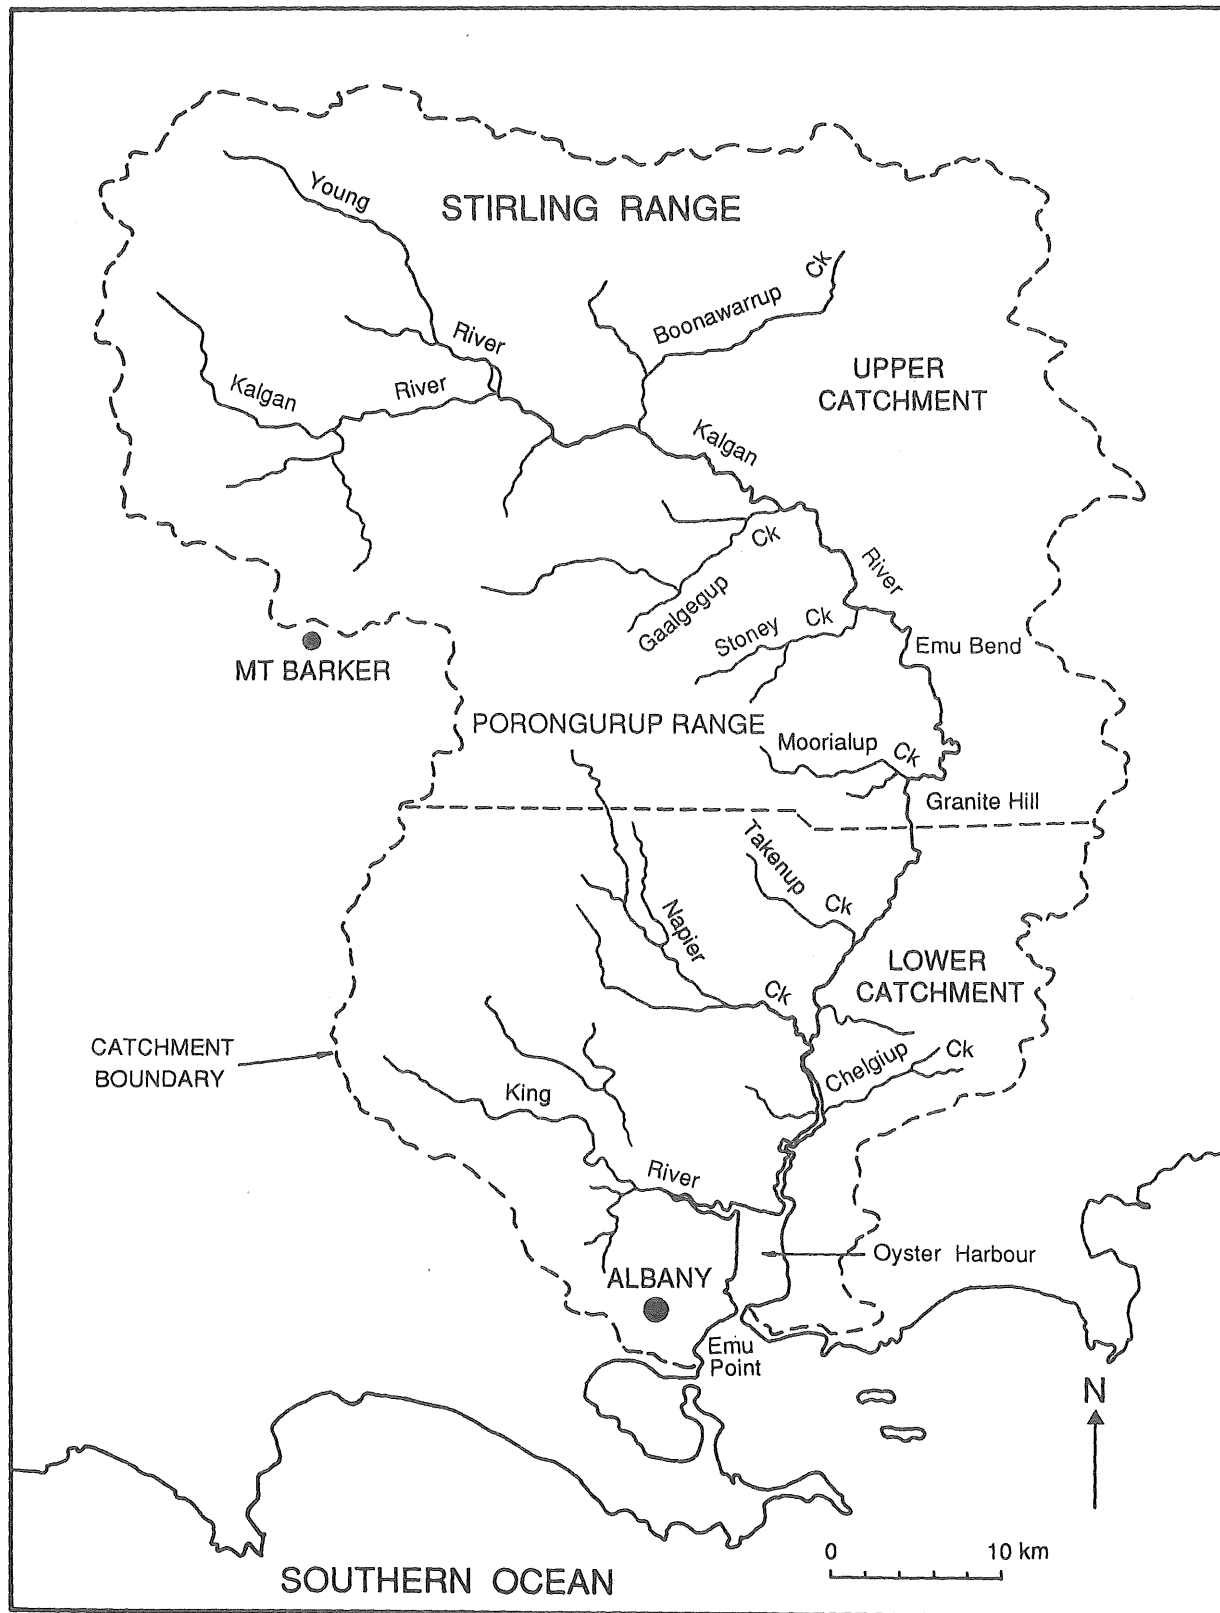 Young
STIRLING RANGE
Ck
Boonawarrup
River
UPPER
CATCHMENT
Kalgan
River
Kalgan
Ck
River
Gaalgegup
Stoney
Ck
Emu Bend
MT BARKER
PORONGURUP RANGE
Moorialup
Ck
Granite Hill
Takenup
Ck
Napier
LOWER
CATCHMENT
Ck
CATCHMENT
BOUNDARY
Chelgiup
Ck
King
River
Oyster Harbour
ALBANY
Emu
Point
N
0
10 km
SOUTHERN OCEAN